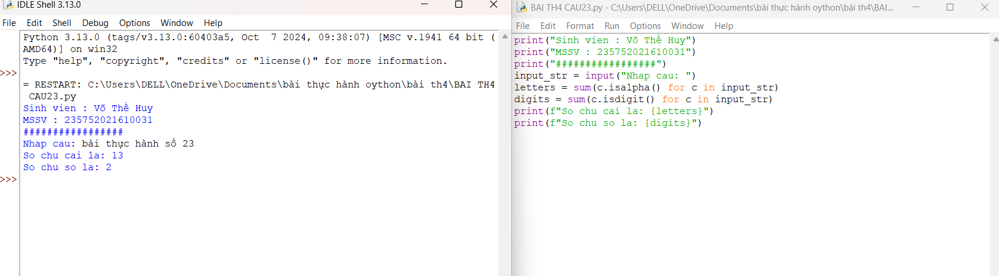 IDLE Shell 3.13.0
File Edit Shell Debug Options Window Help
Python 3.13.0 (tags/v3.13.0:60403a5, Oct  7 2024, 09:38:07) [MSC v.1941 64 bit (
AMD64)] on win32
Type "help", "copyright", "credits" or "license()" for more information.
>>>
= RESTART: C:\Users\DELL\OneDrive\Documents\bài thực hành oython\bài th4\BAI TH4
 CAU23.py
Sinh vien : Võ Thế Huy
MSSV : 235752021610031
#################
Nhap cau: bài thực hành số 23
So chu cai la: 13
So chu so la: 2
>>>
BAI TH4 CAU23.py - C:\Users\DELL\OneDrive\Documents\bài thực hành oython\bài th4\BAI...
File Edit Format Run Options Window Help
print("Sinh vien : Võ Thế Huy")
print("MSSV : 235752021610031")
print("#################")
input_str = input("Nhap cau: ")
letters = sum(c.isalpha() for c in input_str)
digits = sum(c.isdigit() for c in input_str)
print(f"So chu cai la: {letters}")
print(f"So chu so la: {digits}")